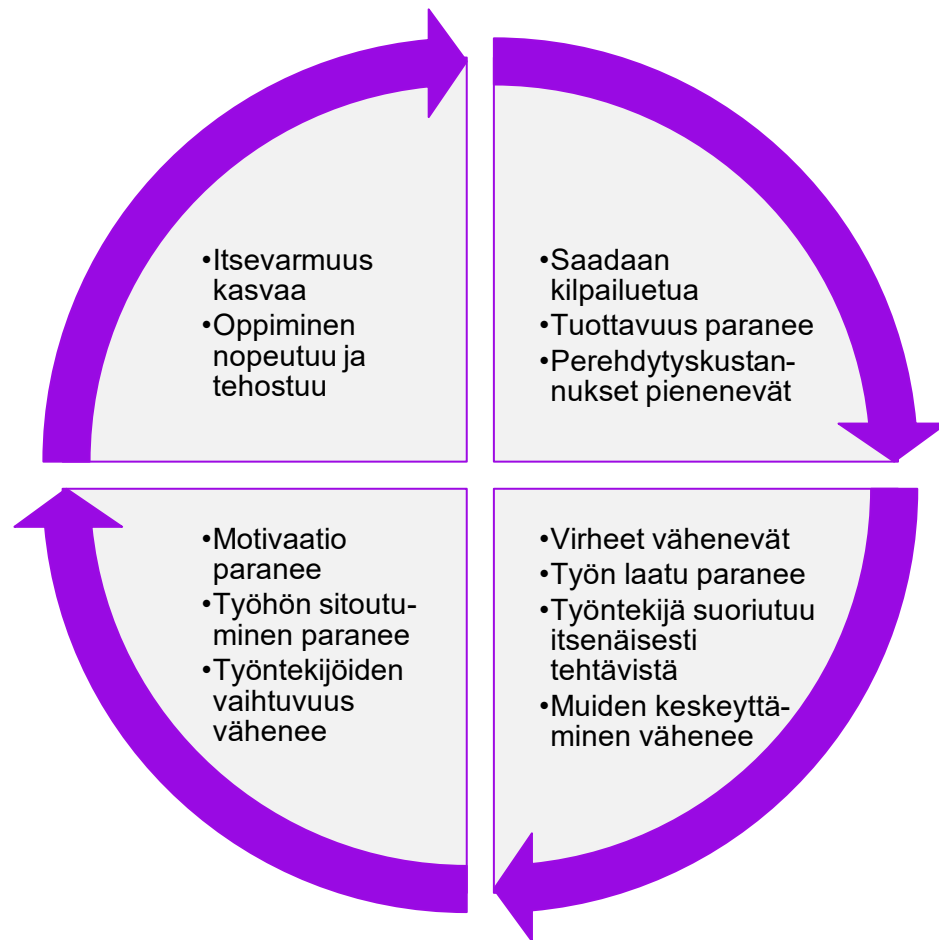 •Itsevarmuus
kasvaa
•Oppiminen
nopeutuu ja
tehostuu
•Saadaan
kilpailuetua
•Tuottavuus paranee
•Perehdytyskustan-
nukset pienenevät
•Motivaatio
paranee
•Työhön sitoutu-
minen paranee
•Työntekijöiden
vaihtuvuus
vähenee
•Virheet vähenevät
•Työn laatu paranee
•Työntekijä suoriutuu
itsenäisesti
tehtävistä
•Muiden keskeyttä-
minen vähenee